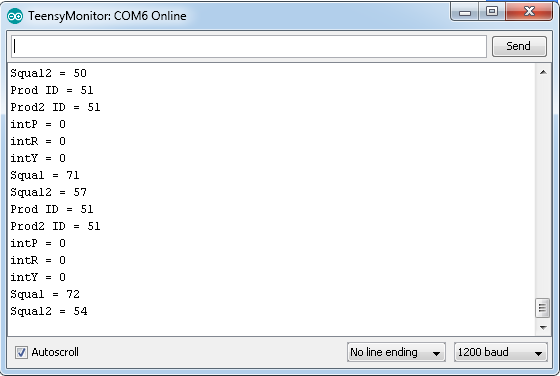 TeensyMonitor: COM6 Online
Send
Squal2 = 50
Prod ID = 51
Prod2 ID = 51
intP = 0
intR = 0
intY = 0
Squal = 71
Squal2 = 57
Prod ID = 51
Prod2 ID = 51
intP = 0
intR = 0
intY = 0
Squal = 72
Squal2 = 54
Autoscroll
No line ending
1200 baud